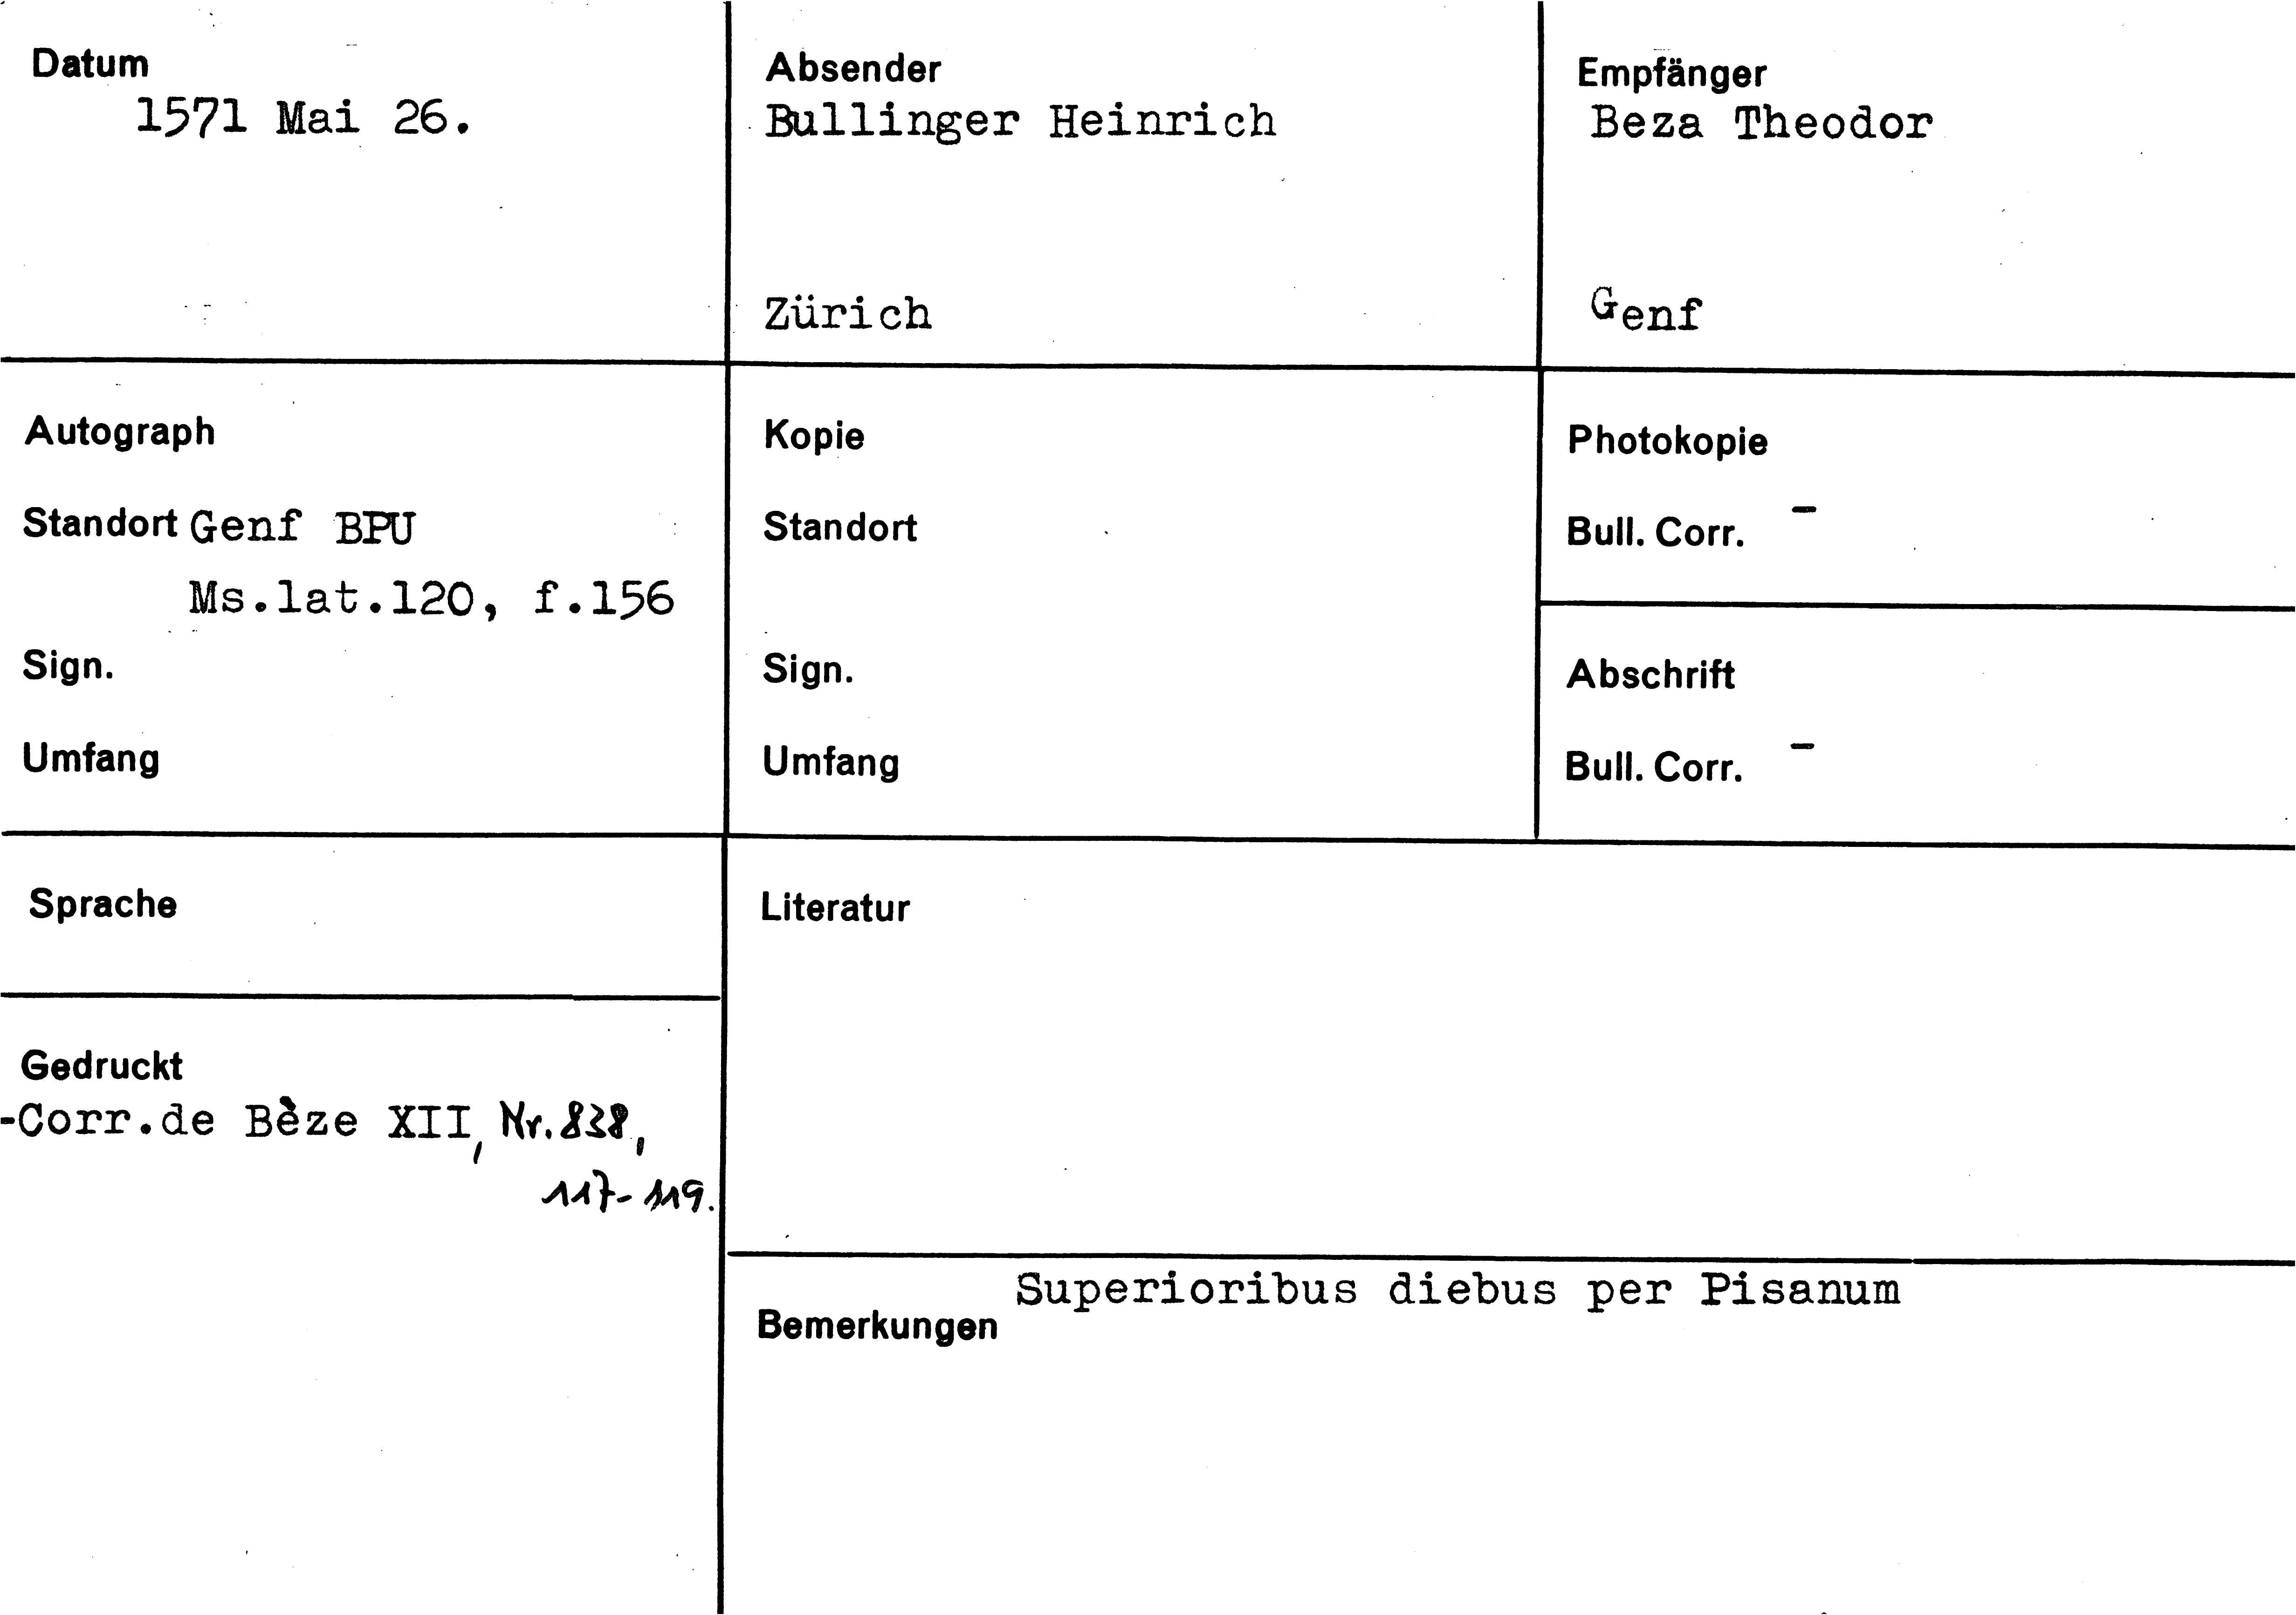 Datum
1571 Mai 26.
Absender
Bullinger Heinrich
Zürich
Empfänger
Beza Theodor
Genf
Autograph
Standort Genf BPU
Ms.lat.120, f.156
Sign.
Umfang
Kopie
Standort
Sign.
Umfang
Photokopie
Bull. Corr. -
Abschrift
Bull. Corr. -
Sprache
Gedruckt
-Corr.de Bèze XII, Nr. 838,
117-119.
Literatur
Superioribus diebus per Pisanum
Bemerkungen